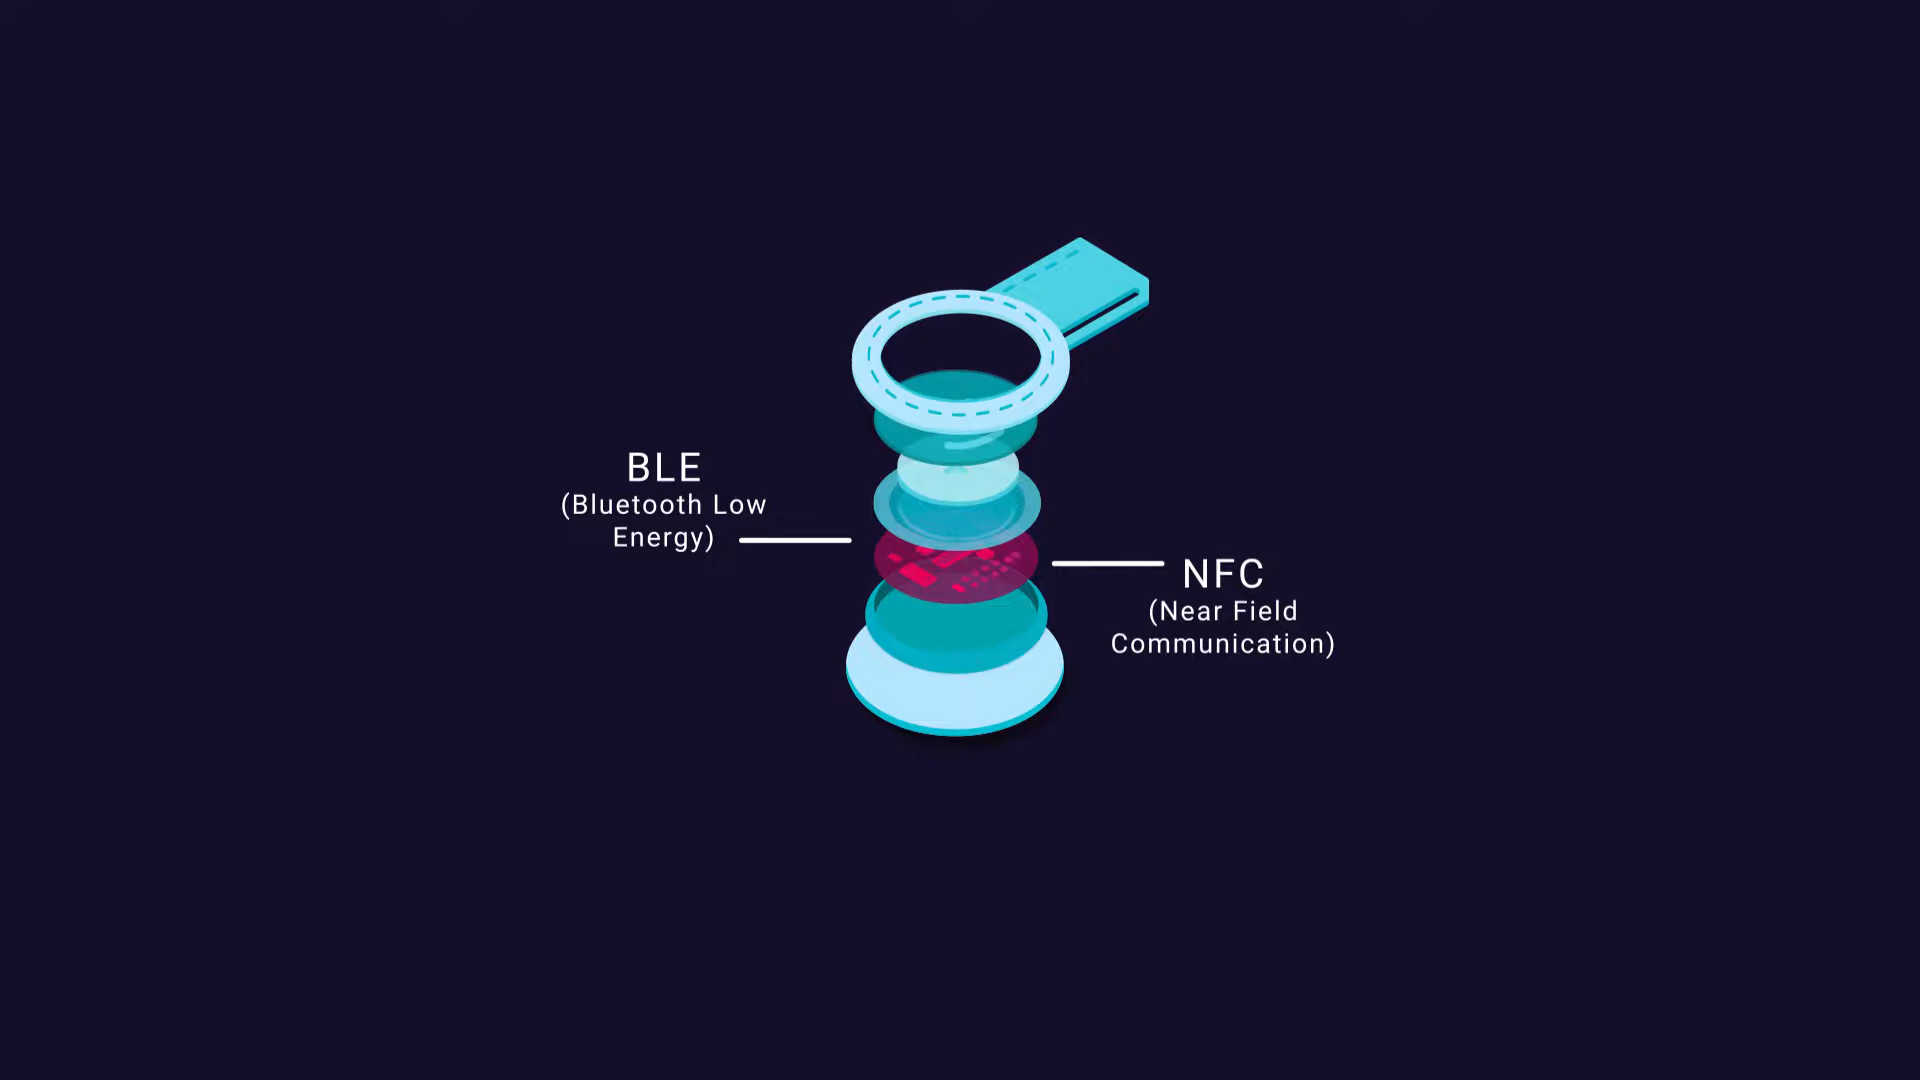 BLE
(Bluetooth Low
Energy)
NFC
(Near Field
Communication)